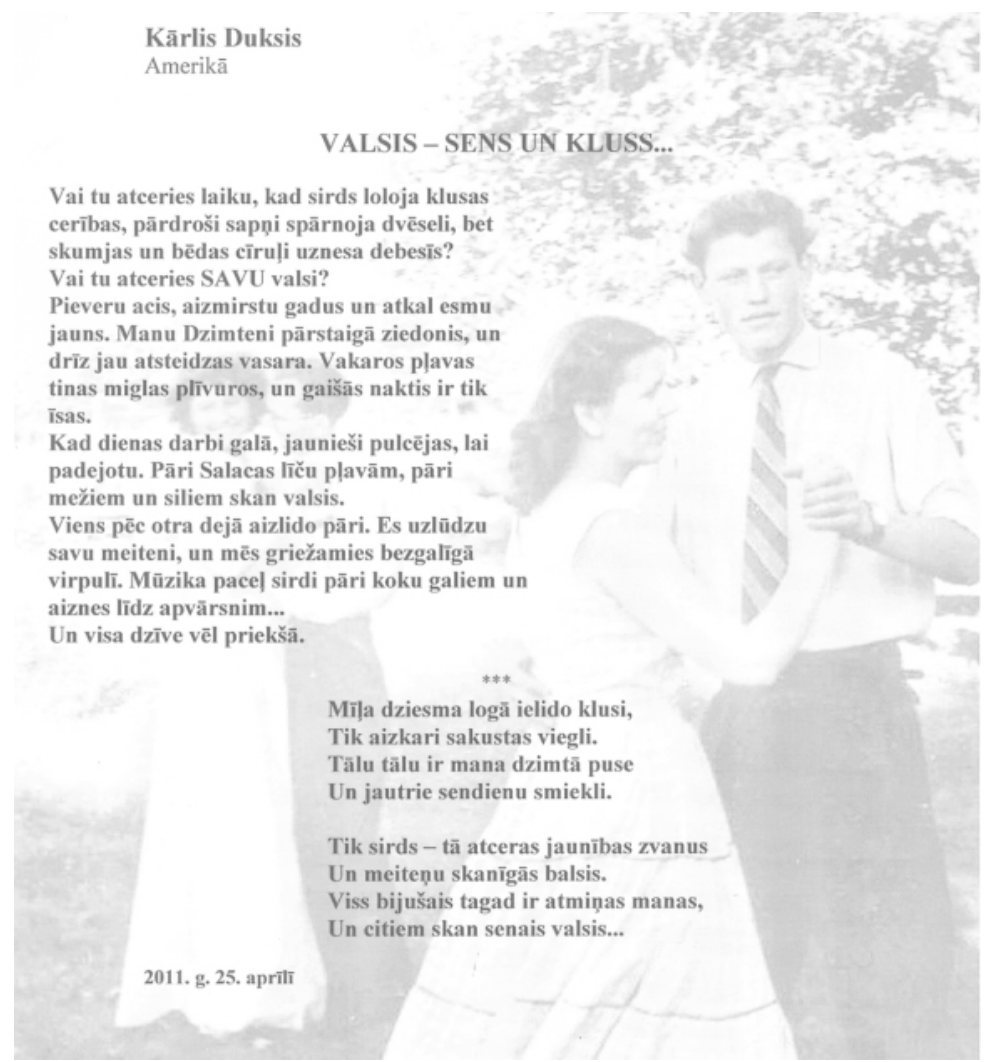 Kārlis Duksis
Amerikā
VALSIS – SENS UN KLUSS...
Vai tu atceries laiku, kad sirds loloja klusas
cerības, pārdroši sapņi spārnoja dvēseli, bet
skumjas un bēdas cīruļi uznesa debesīs?
Vai tu atceries SAVU valsi?
Pieveru acis, aizmirstu gadus un atkal esmu
jauns. Manu Dzimteni pārstaigā ziedonis, un
drīz jau atsteidzas vasara. Vakaros pļavas
tinas miglas plīvuros, un gaišās naktis ir tik
īsas.
Kad dienas darbi galā, jaunieši pulcējas, lai
padejotu. Pāri Salacas līču pļavām, pāri
mežiem un siliem skan valsis.
Viens pēc otra dejā aizlido pāri. Es uzlūdzu
savu meiteni, un mēs griežamies bezgalīgā
virpulī. Mūzika paceļ sirdi pāri koku galiem un
aiznes līdz apvārsnim...
Un visa dzīve vēl priekšā.
***
Mīļa dziesma logā ielido klusi,
Tik aizkari sakustas viegli.
Tālu tālu ir mana dzimtā puse
Un jautrie sendienu smiekli.
Tik sirds – tā atceras jaunības zvanus
Un meiteņu skanīgās balsis.
Viss bijušais tagad ir atmiņas manas,
Un citiem skan senais valsis...
2011. g. 25. aprīlī